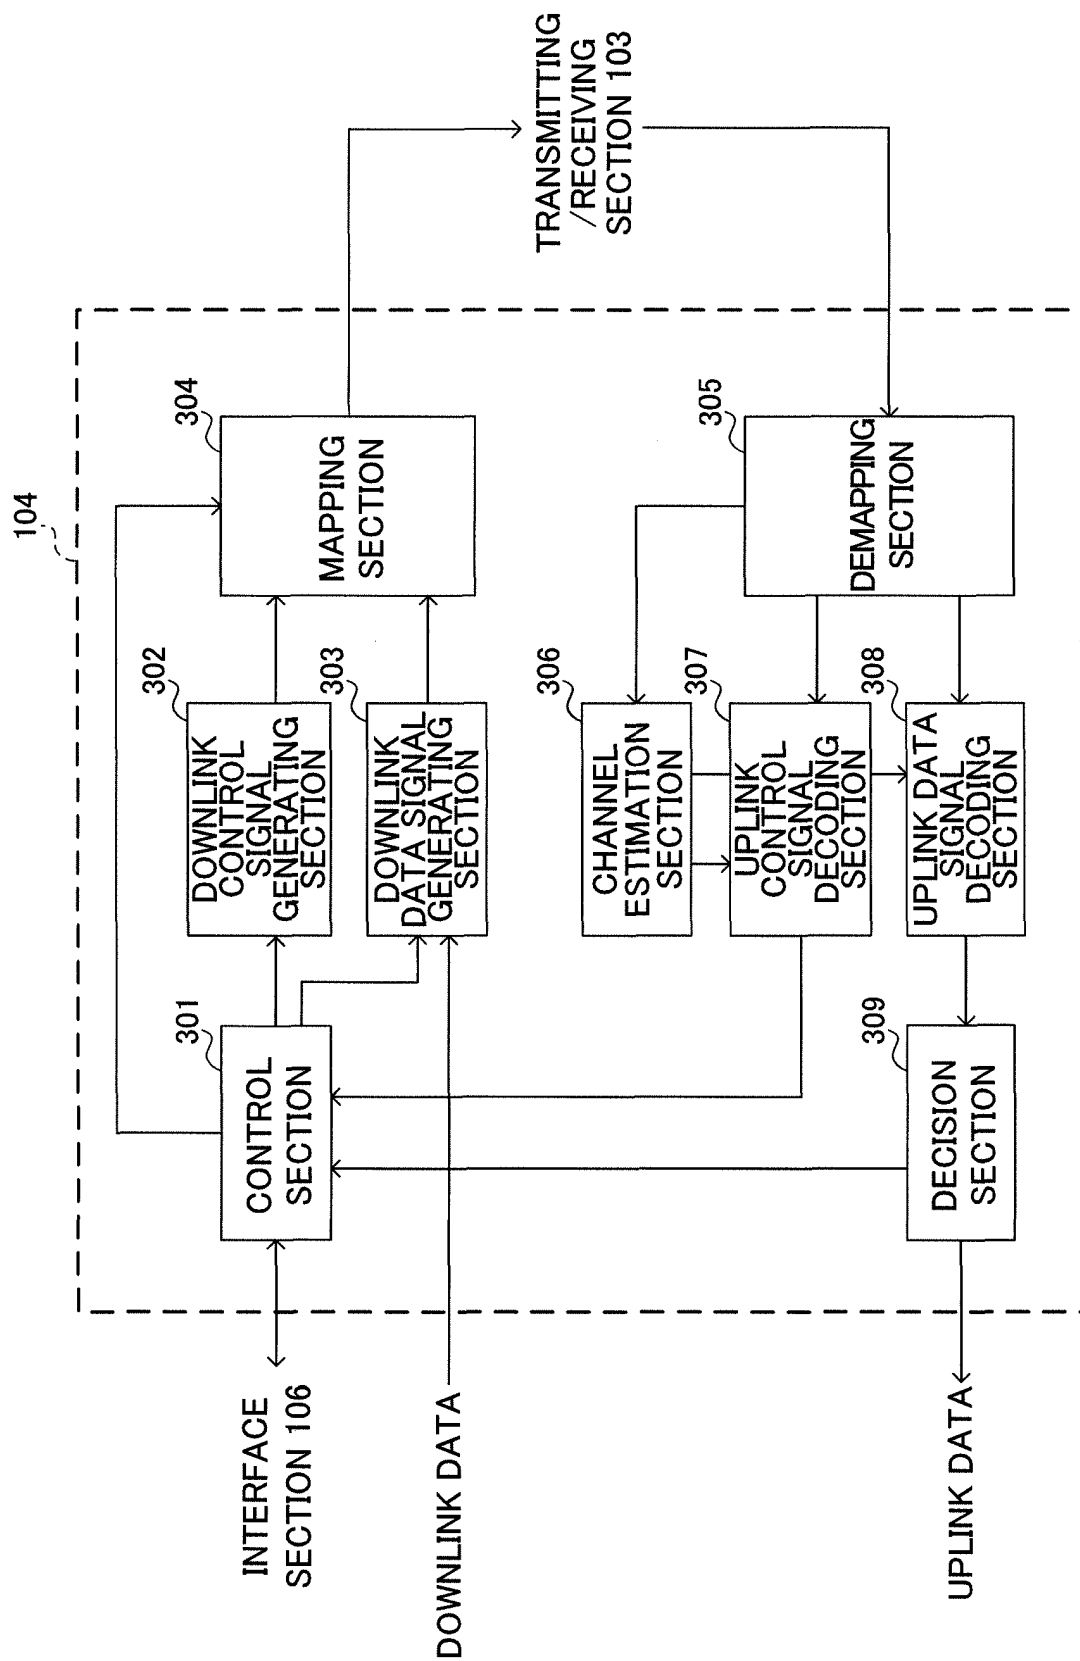 104
INTERFACE
SECTION 106
301
CONTROL
SECTION
302
DOWNLINK
CONTROL
SIGNAL
GENERATING
SECTION
304
MAPPING
SECTION
DOWNLINK DATA
303
DOWNLINK
DATA SIGNAL
GENERATING
SECTION
TRANSMITTING
/RECEIVING
SECTION 103
306
CHANNEL
ESTIMATION
SECTION
307
UPLINK
CONTROL
SIGNAL
DECODING
SECTION
305
DEMAPPING
SECTION
UPLINK DATA
309
DECISION
SECTION
308
UPLINK DATA
SIGNAL
DECODING
SECTION